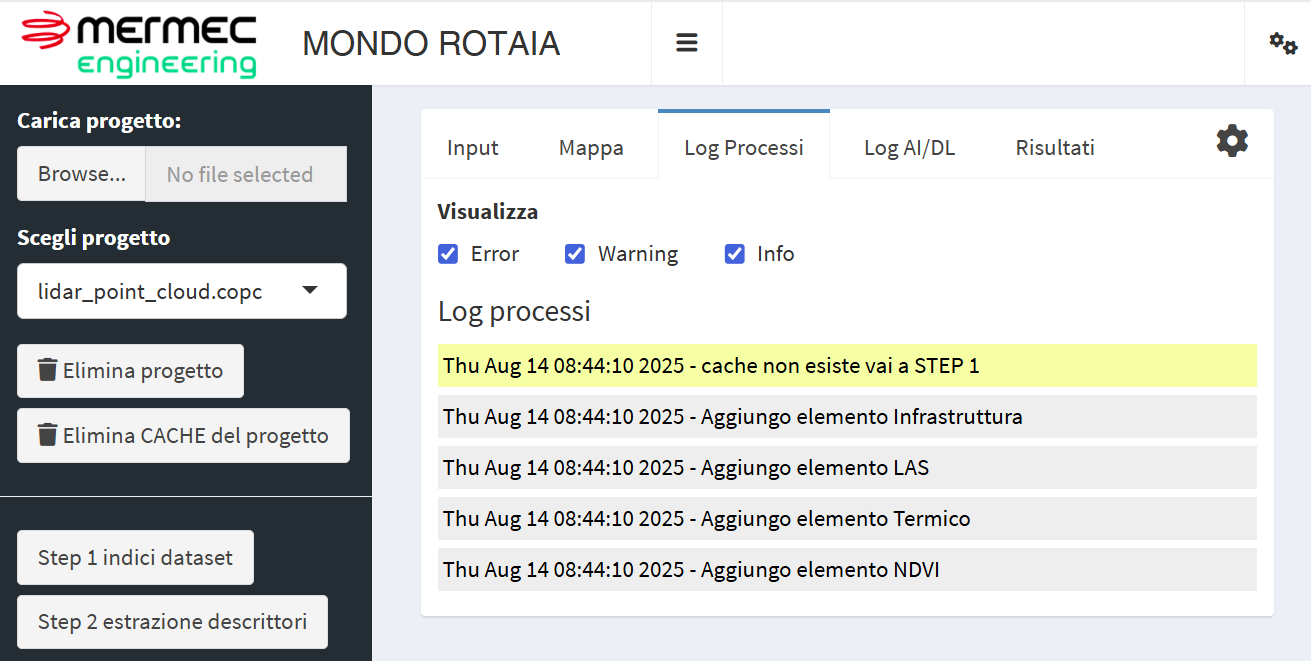 mermec
engineering
MONDO ROTAIA
Carica progetto:
Browse... No file selected
Scegli progetto
lidar_point_cloud.copc
Elimina progetto
Elimina CACHE del progetto
Step 1 indici dataset
Step 2 estrazione descrittori
Input Mappa Log Processi Log AI/DL Risultati
Visualizza
Error Warning Info
Log processi
Thu Aug 14 08:44:10 2025 - cache non esiste vai a STEP 1
Thu Aug 14 08:44:10 2025 - Aggiungo elemento Infrastruttura
Thu Aug 14 08:44:10 2025 - Aggiungo elemento LAS
Thu Aug 14 08:44:10 2025 - Aggiungo elemento Termico
Thu Aug 14 08:44:10 2025 - Aggiungo elemento NDVI